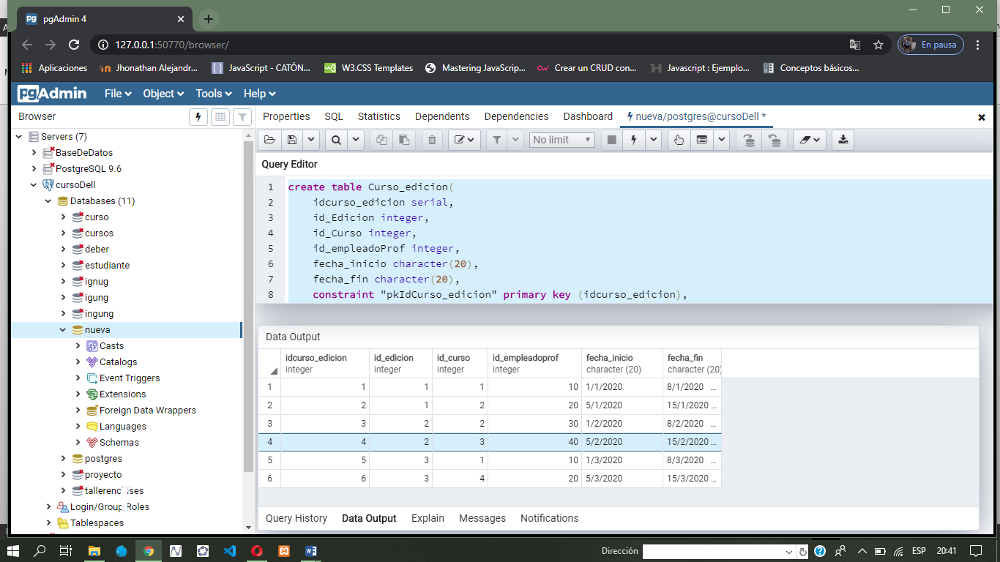 pgAdmin 4
127.0.0.1:50770/browser/
En pausa
Aplicaciones
Jhonathan Alejandr...
JavaScript - CATÓN...
W3.CSS Templates
Mastering JavaScrip...
Crear un CRUD con...
Javascript : Ejemplo...
Conceptos básicos...
pgAdmin File Object Tools Help
Browser
Properties SQL Statistics Dependents Dependencies Dashboard nueva/postgres@cursoDell *
No limit
Servers (7)
BaseDeDatos
PostgreSQL 9.6
cursoDell
Databases (11)
curso
cursos
deber
estudiante
ignug
igung
ingung
nueva
Casts
Catalogs
Event Triggers
Extensions
Foreign Data Wrappers
Languages
Schemas
postgres
proyecto
Tablespaces
Query Editor
1 create table Curso_edicion(
2 idcurso_edicion serial,
3 id_Edicion integer,
4 id_Curso integer,
5 id_empleadoProf integer,
6 fecha_inicio character(20),
7 fecha_fin character(20),
8 constraint "pkIdCurso_edicion" primary key (idcurso_edicion),
Data Output
idcurso_edicion id_edicion id_curso id_empleadoprof fecha_inicio fecha_fin
integer integer integer integer character (20) character (20)
1 1 1 1 10 1/1/2020 8/1/2020 ...
2 2 1 2 20 5/1/2020 15/1/2020 ...
3 3 2 2 30 1/2/2020 8/2/2020 ...
4 4 2 3 40 5/2/2020 15/2/2020 ...
5 5 3 1 10 1/3/2020 8/3/2020 ...
6 6 3 4 20 5/3/2020 15/3/2020 ...
Query History Data Output Explain Messages Notifications
Dirección
ESP 20:41